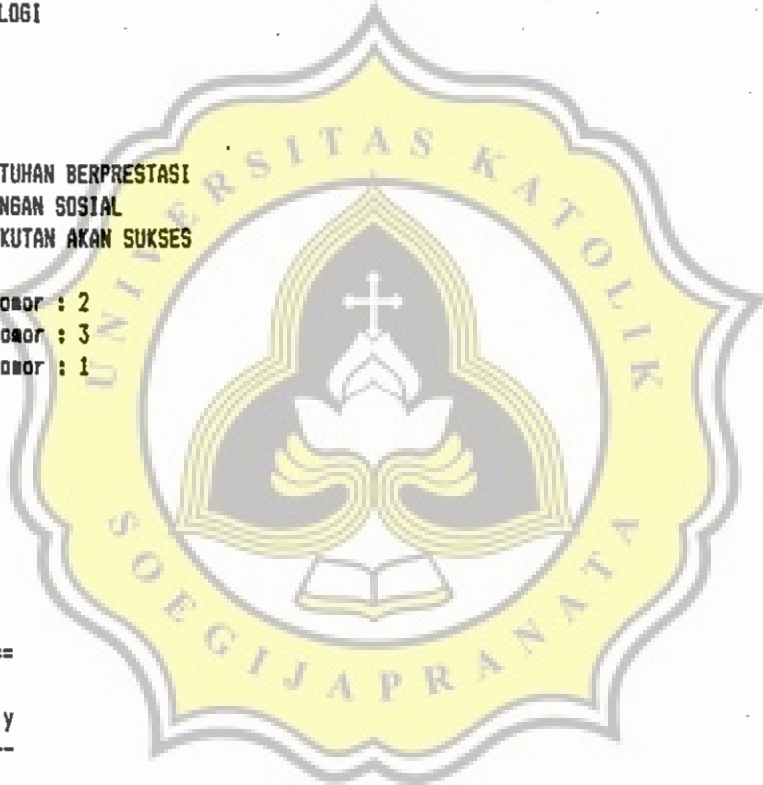 LOGI
TUHAN BERPRESTASI
NGAN SOSIAL
KUTAN AKAN SUKSES
omor : 2
omor : 3
omor : 1
==
y
--
UNIVERSITAS KATOLIK
SOEGIJAPRANATA